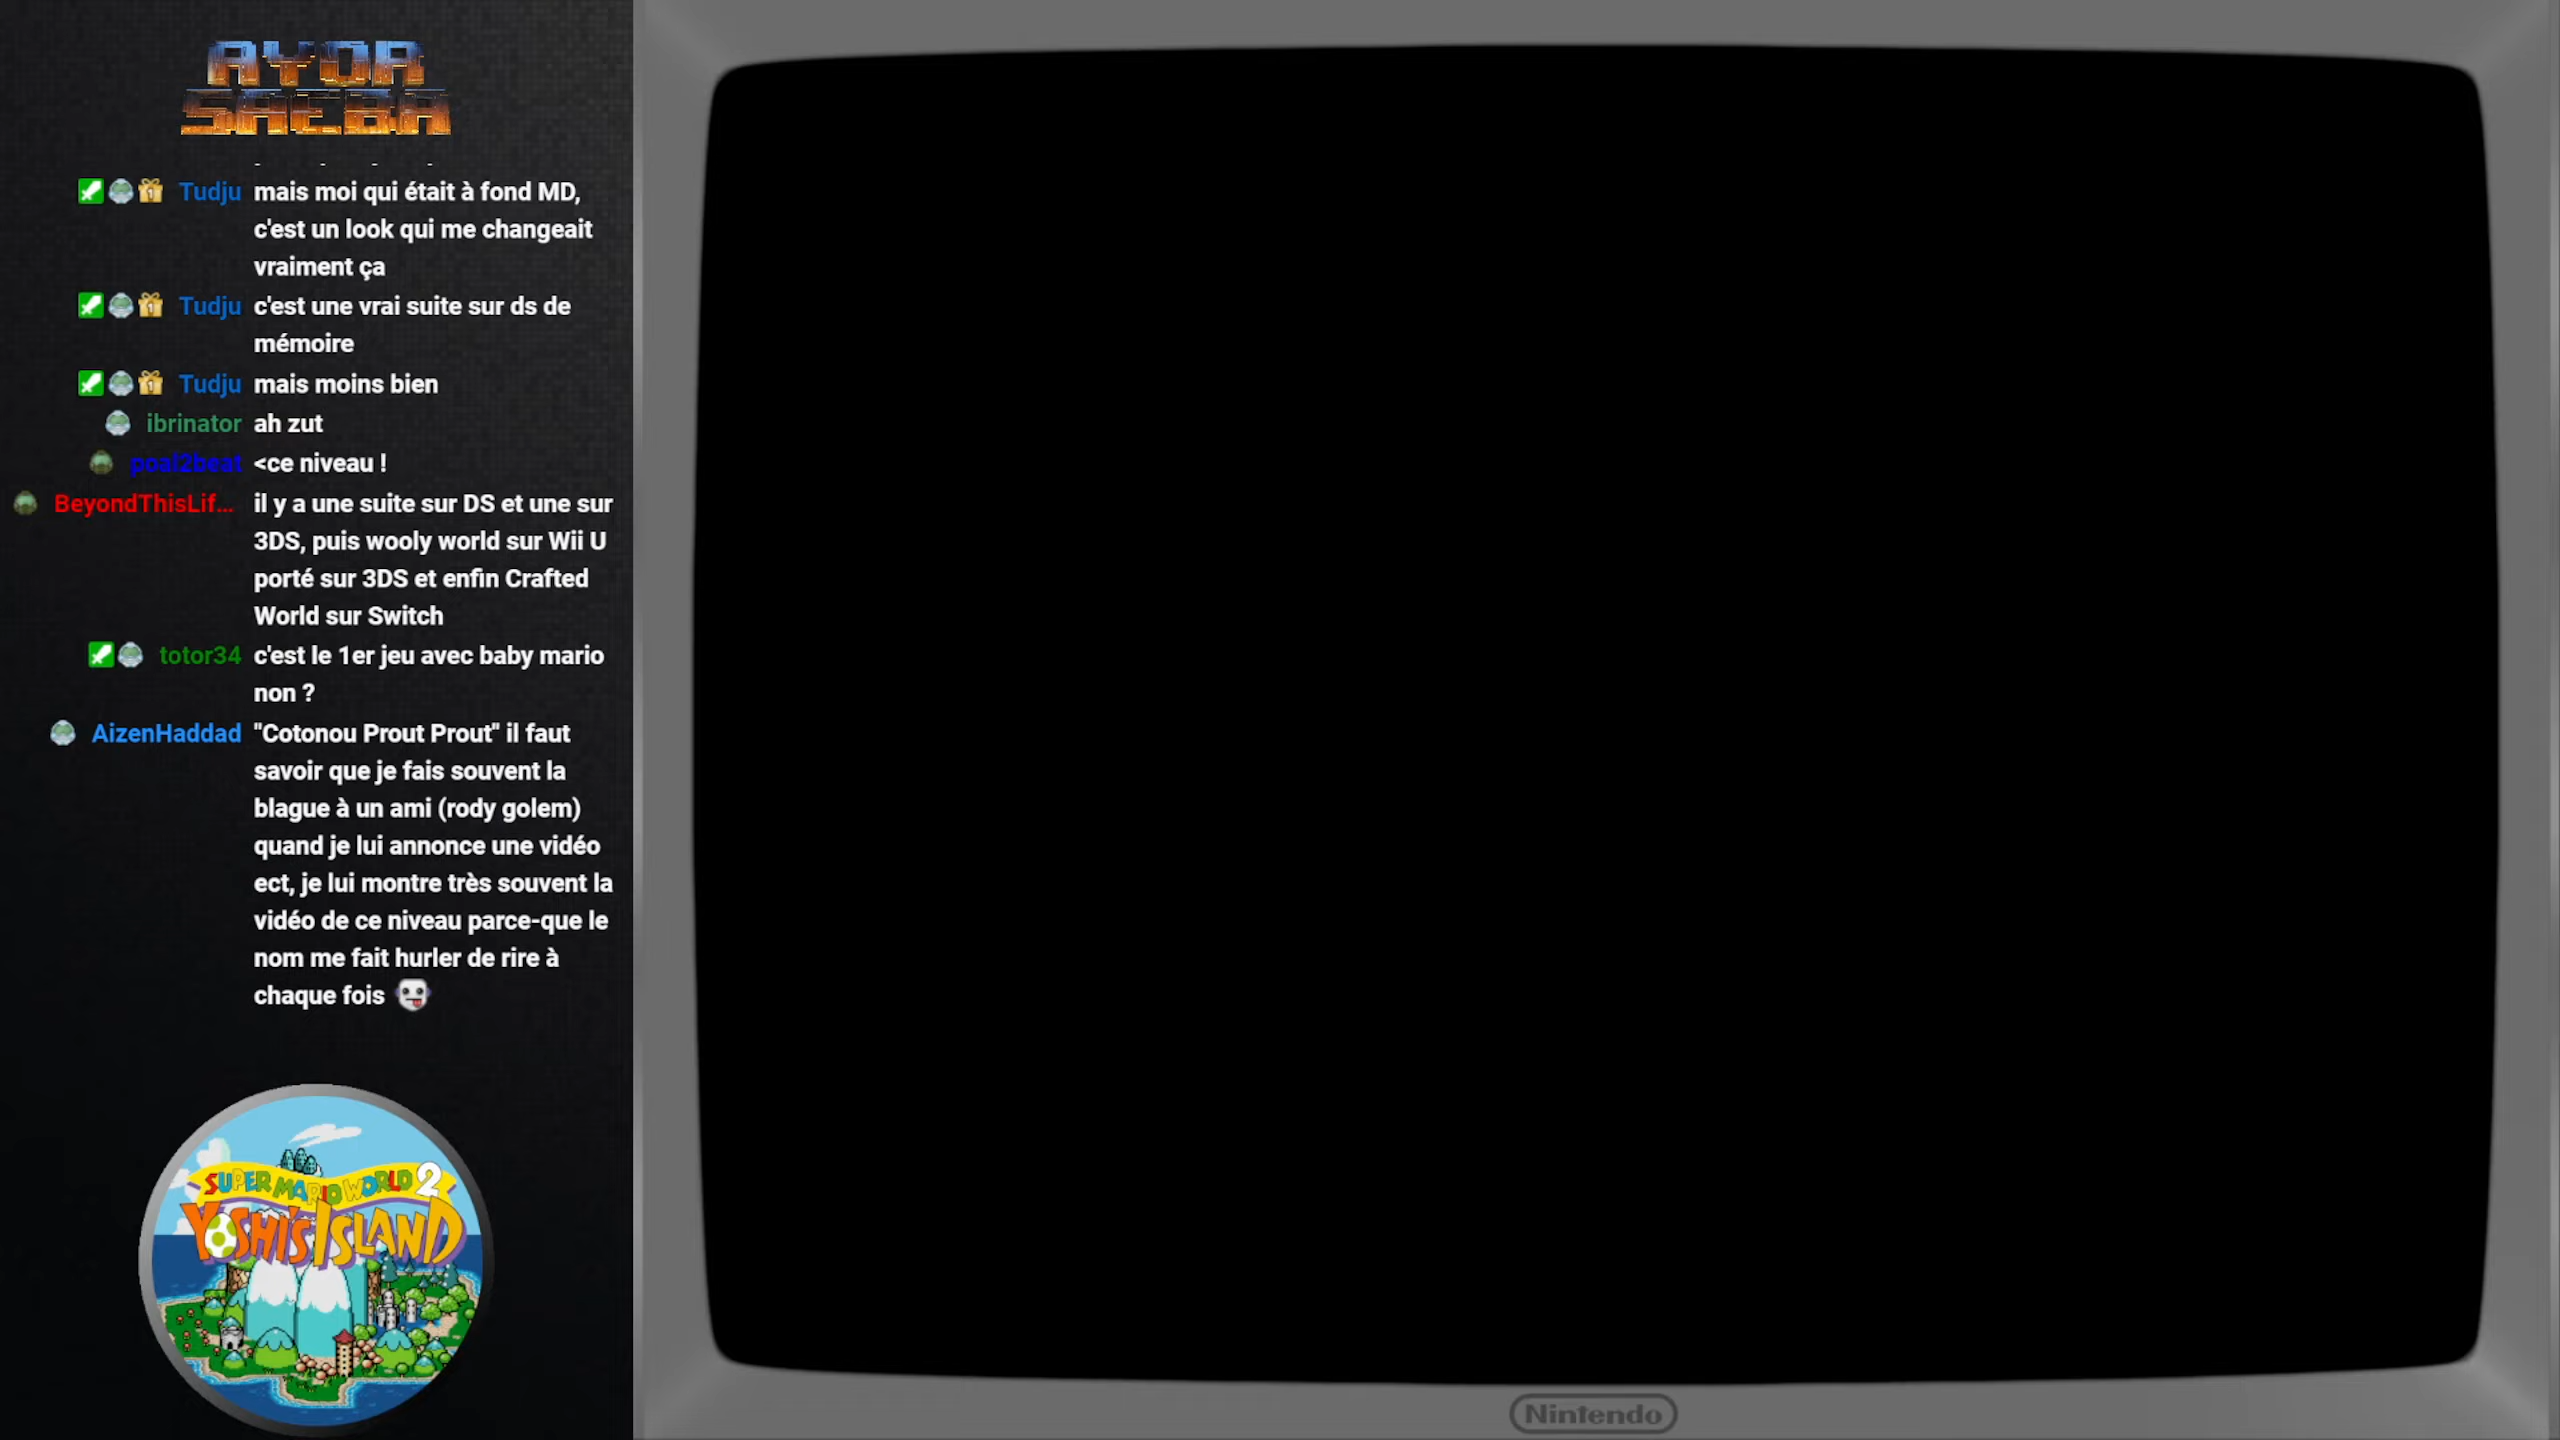 AYOR
SAEBA
Tudju mais moi qui était à fond MD,
c'est un look qui me changeait
vraiment ça
Tudju c'est une vrai suite sur ds de
mémoire
Tudju mais moins bien
ibrinator ah zut
poal2beat <ce niveau !
BeyondThisLif... il y a une suite sur DS et une sur
3DS, puis wooly world sur Wii U
porté sur 3DS et enfin Crafted
World sur Switch
totor34 c'est le 1er jeu avec baby mario
non ?
AizenHaddad "Cotonou Prout Prout" il faut
savoir que je fais souvent la
blague à un ami (rody golem)
quand je lui annonce une vidéo
ect, je lui montre très souvent la
vidéo de ce niveau parce-que le
nom me fait hurler de rire à
chaque fois
SUPER MARIO WORLD 2
YOSHI'S ISLAND
Nintendo